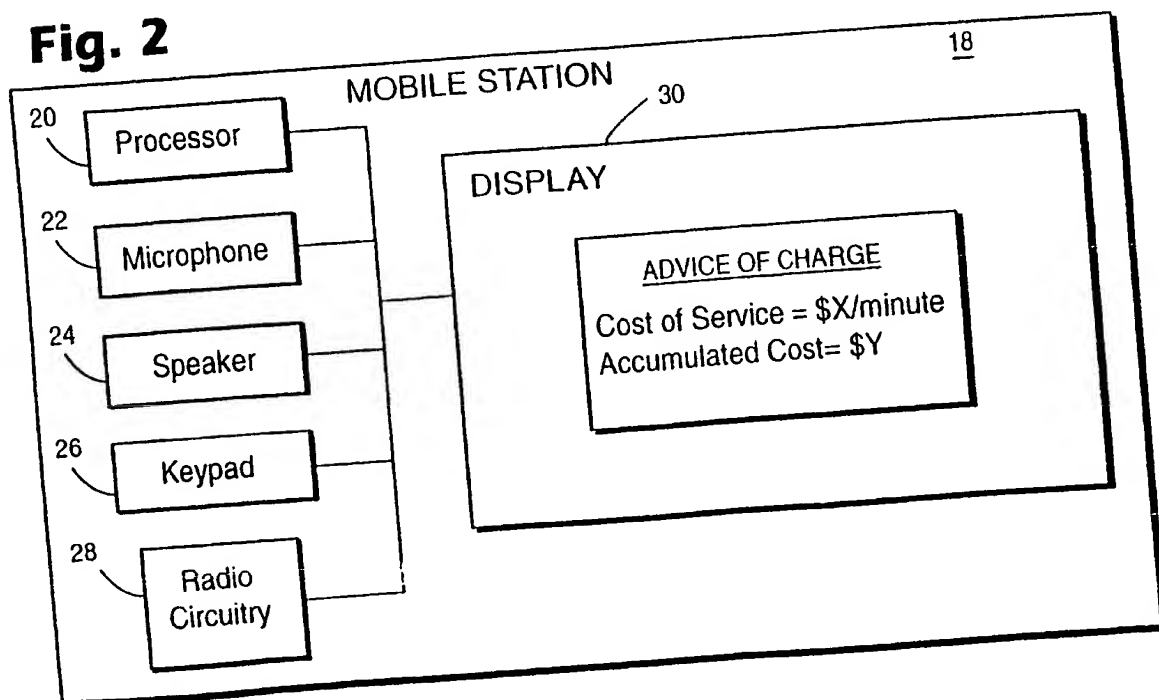 Fig. 2
18
MOBILE STATION
20
Processor
30
DISPLAY
22
Microphone
ADVICE OF CHARGE
Cost of Service = $X/minute
Accumulated Cost= $Y
24
Speaker
26
Keypad
28
Radio
Circuitry